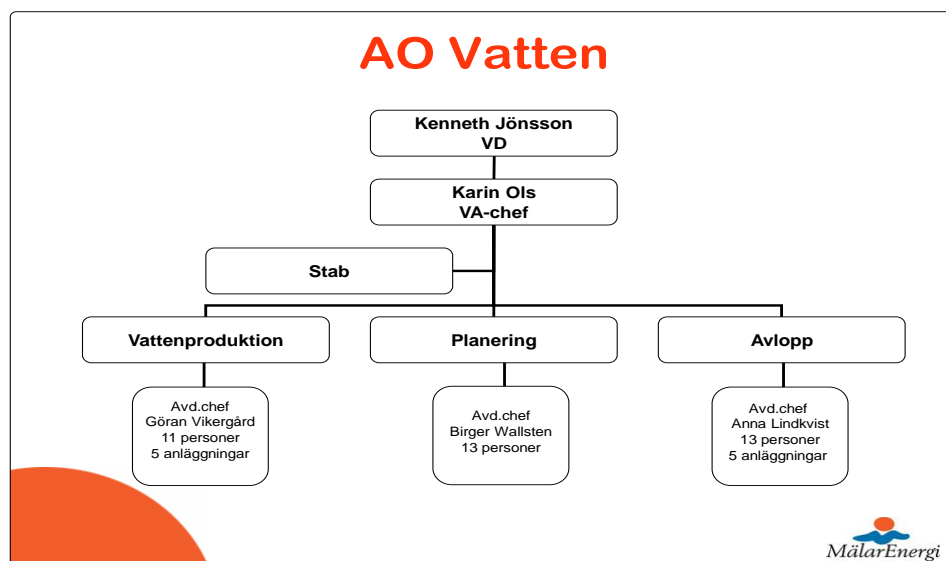 AO Vatten
Kenneth Jönsson
VD
Karin Ols
VA-chef
Stab
Vattenproduktion
Planering
Avlopp
Avd.chef
Göran Vikergård
11 personer
5 anläggningar
Avd.chef
Birger Wallsten
13 personer
Avd.chef
Anna Lindkvist
13 personer
5 anläggningar
MälarEnergi